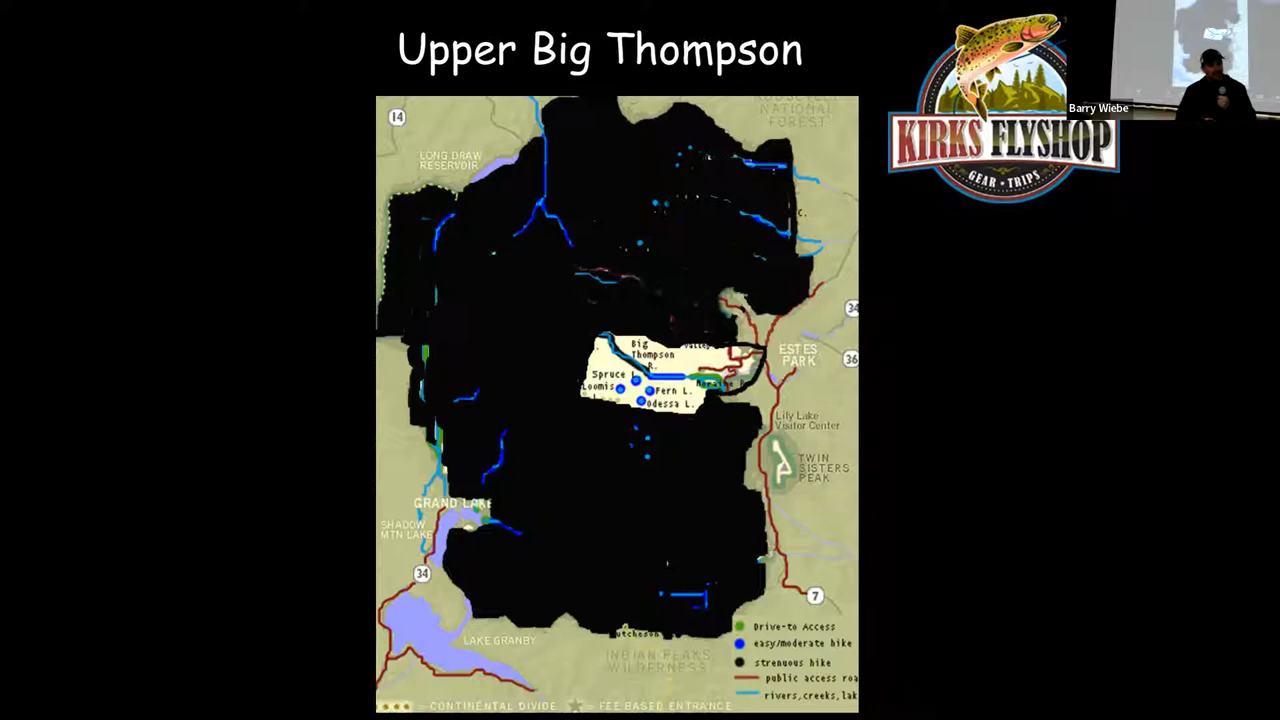 Upper Big Thompson
KIRKS FLYSHOP
GEAR • TRIPS
Barry Wiebe
NATIONAL
FOREST
14
LONG DRAW
RESERVOIR
C.
34
36
ESTES
PARK
Big
Thompson
R.
Spruce L.
Loomis
Fern L.
Odessa L.
Lily Lake
Visitor Center
TWIN
SISTERS
PEAK
GRAND LAKE
SHADOW
MTN LAKE
34
7
LAKE GRANBY
utcheson
INDIAN PEAKS
WILDERNESS
Drive-to Access
easy/moderate hike
strenuous hike
public access roa
rivers,creeks,lak
= CONTINENTAL DIVIDE
= FEE BASED ENTRANCE